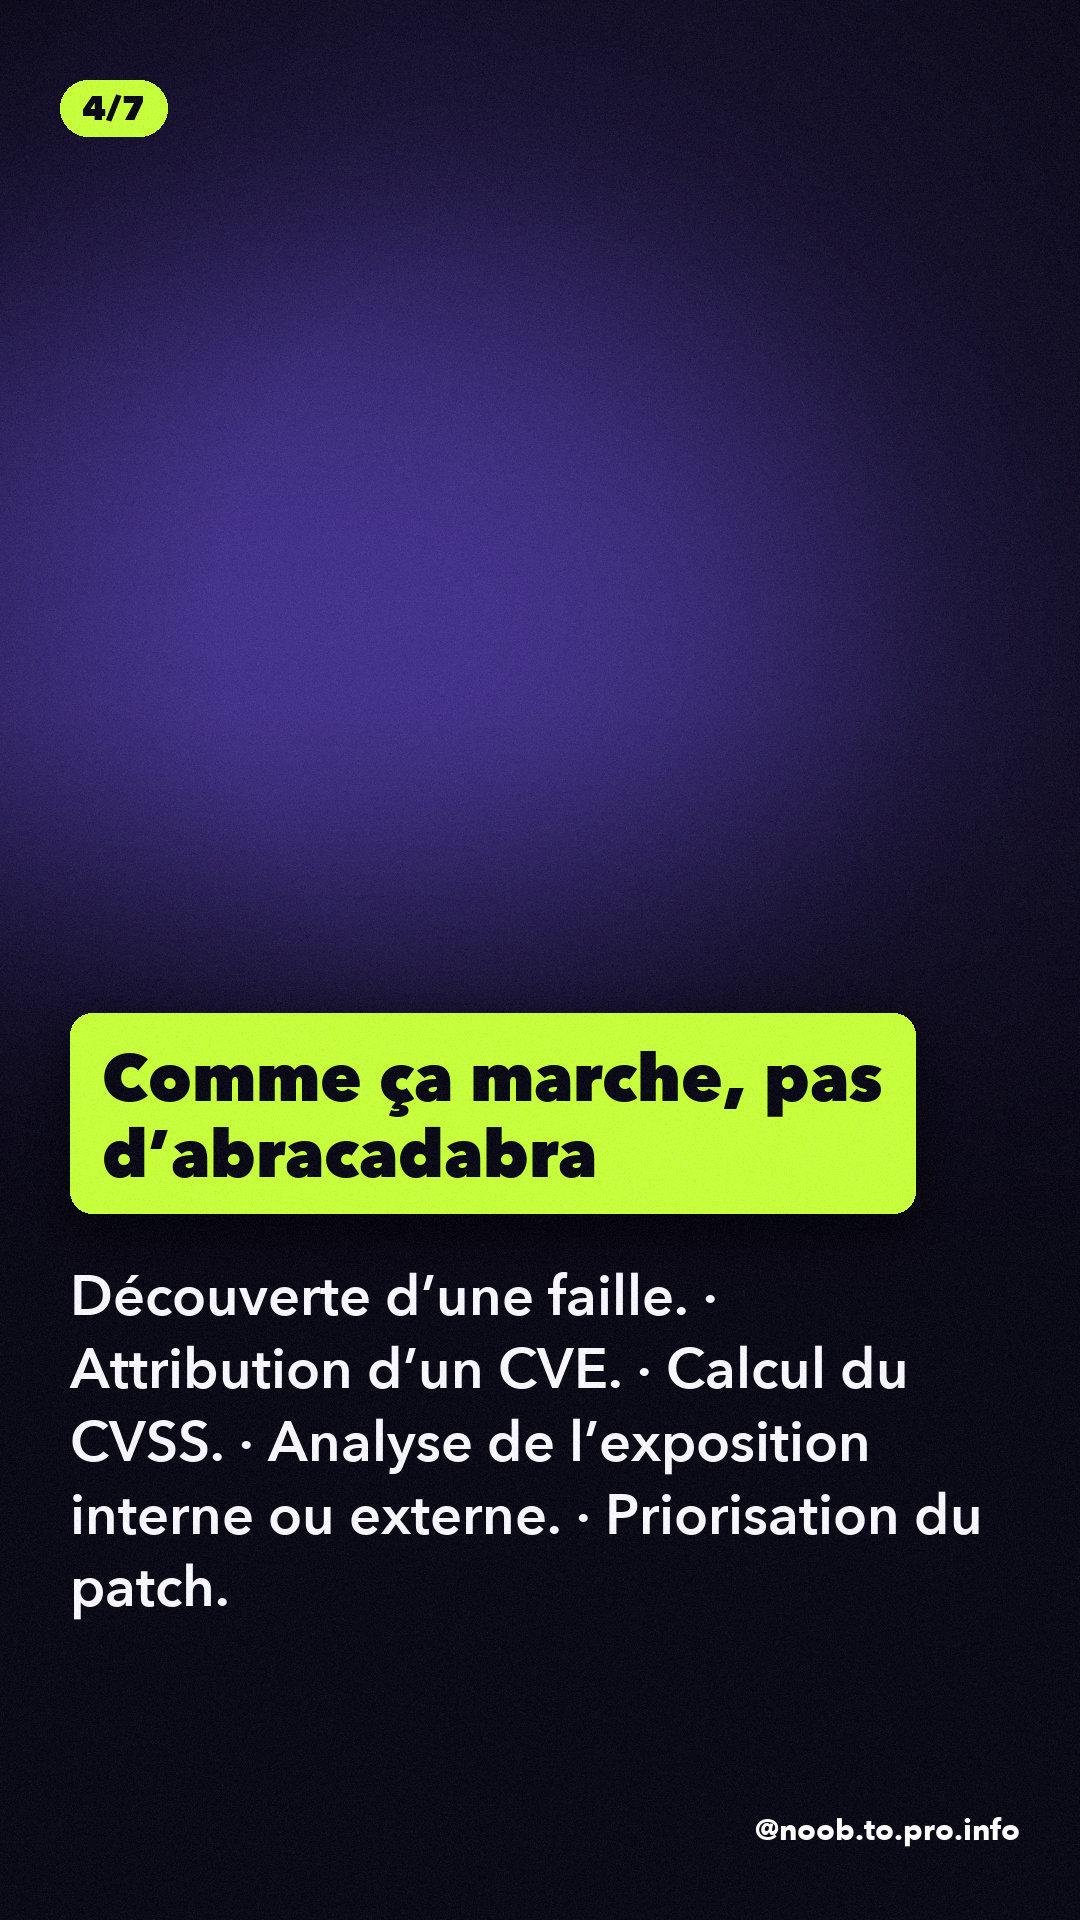 4/7
Comme ça marche, pas
d’abracadabra
Découverte d’une faille. ·
Attribution d’un CVE. · Calcul du
CVSS. · Analyse de l’exposition
interne ou externe. · Priorisation du
patch.
@noob.to.pro.info